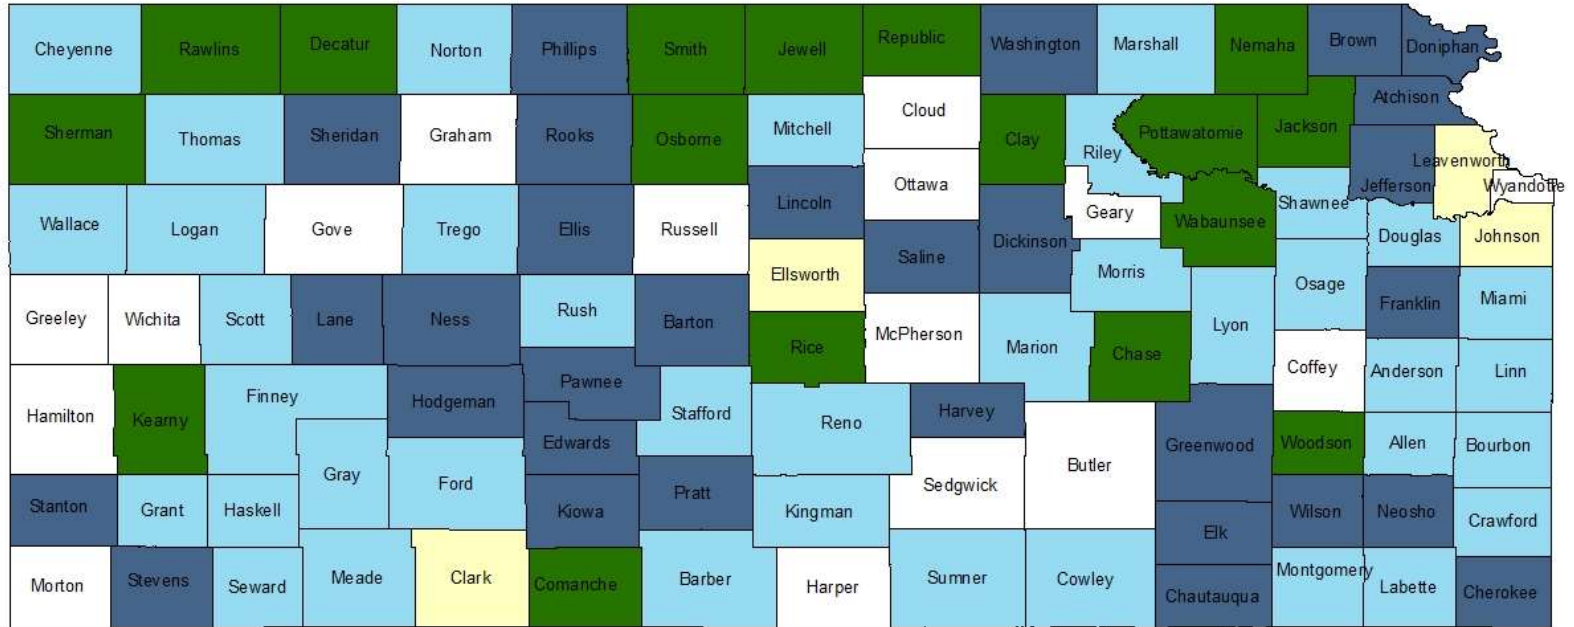 Cheyenne
Rawlins
Decatur
Norton
Phillips
Smith
Jewell
Republic
Washington
Marshall
Nemaha
Brown
Doniphan
Sherman
Thomas
Sheridan
Graham
Rooks
Osborne
Mitchell
Cloud
Clay
Riley
Pottawatomie
Jackson
Atchison
Leavenworth
Jefferson
Wyandotte
Ottawa
Lincoln
Wallace
Logan
Gove
Trego
Ellis
Russell
Ellsworth
Saline
Dickinson
Geary
Wabaunsee
Shawnee
Douglas
Johnson
Morris
Osage
Franklin
Miami
Greeley
Wichita
Scott
Lane
Ness
Rush
Barton
Rice
McPherson
Marion
Chase
Lyon
Coffey
Anderson
Linn
Hamilton
Kearny
Finney
Hodgeman
Pawnee
Edwards
Stafford
Reno
Harvey
Greenwood
Woodson
Allen
Bourbon
Gray
Ford
Sedgwick
Butler
Stanton
Grant
Haskell
Kiowa
Pratt
Kingman
Elk
Wilson
Neosho
Crawford
Morton
Stevens
Seward
Meade
Clark
Comanche
Barber
Harper
Sumner
Cowley
Chautauqua
Montgomery
Labette
Cherokee